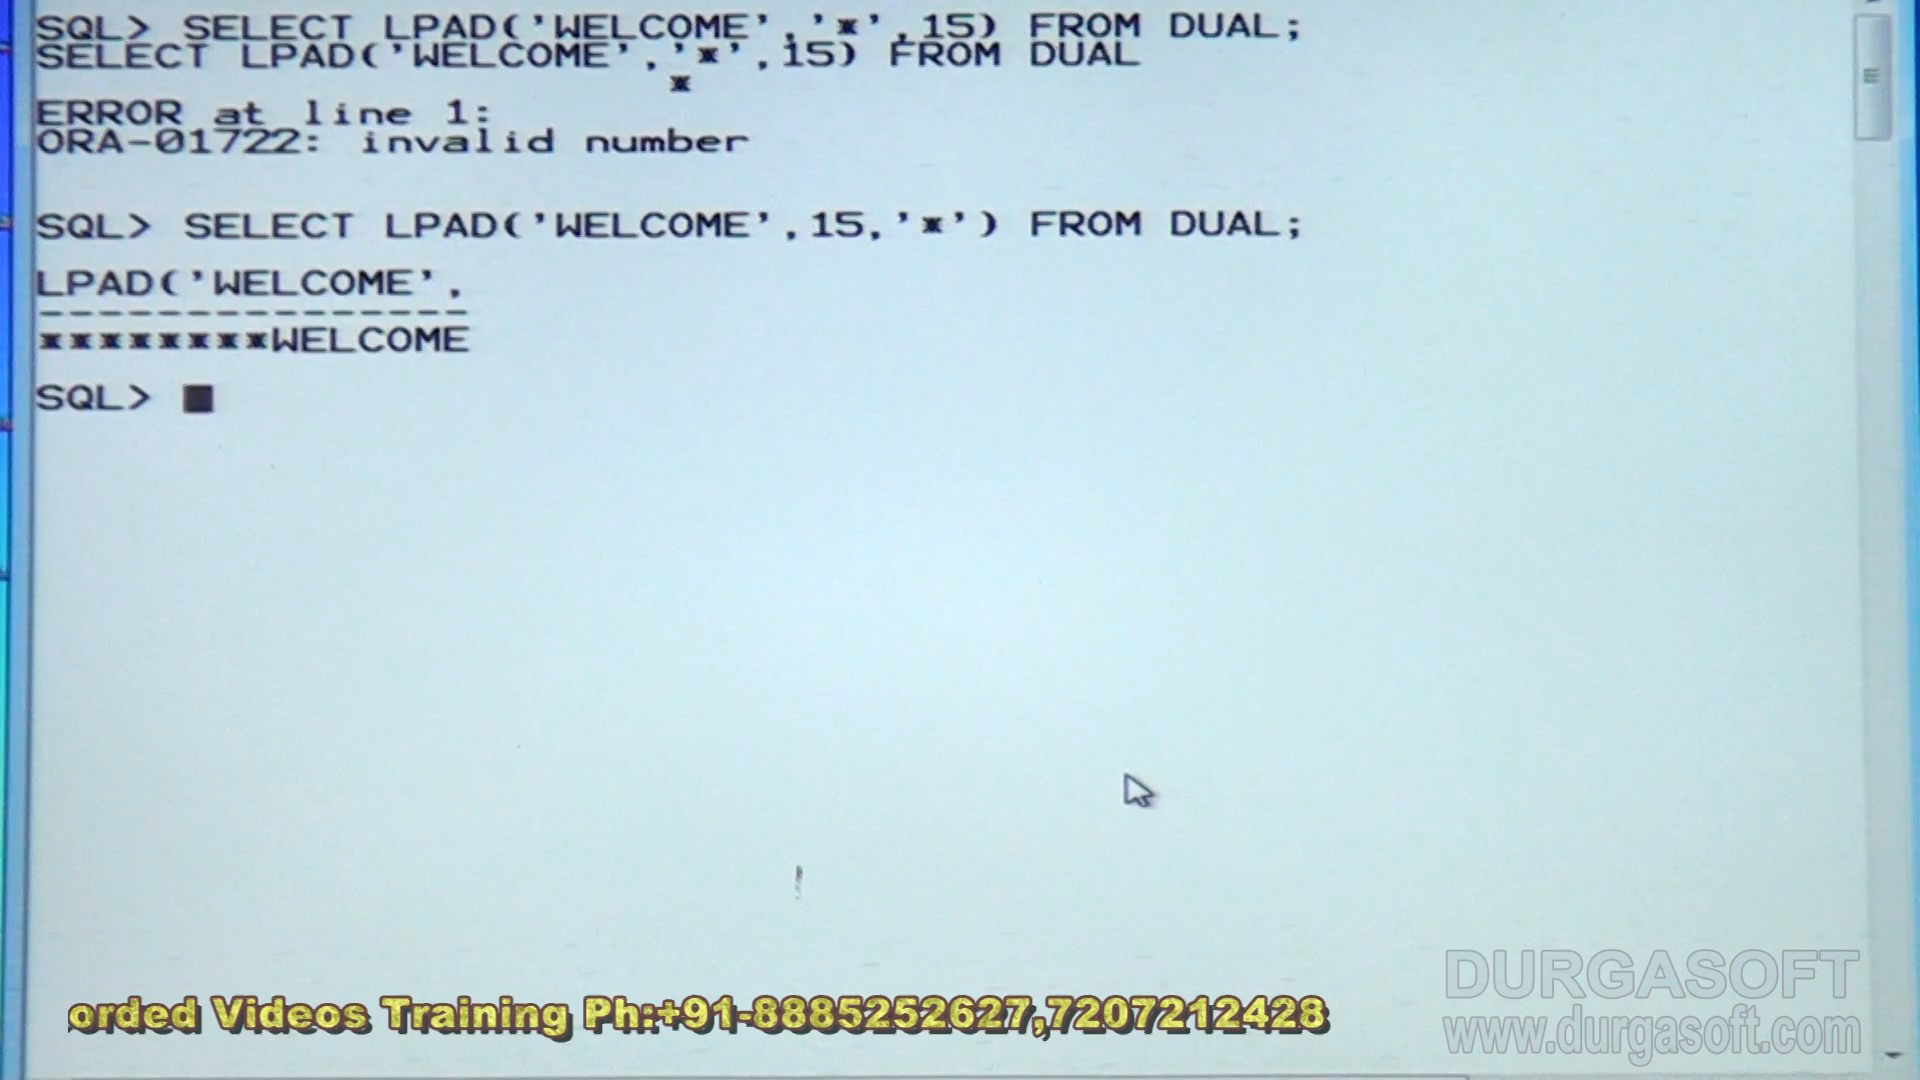 SQL> SELECT LPAD('WELCOME','*',15) FROM DUAL;
SELECT LPAD('WELCOME','*',15) FROM DUAL
*
ERROR at line 1:
ORA-01722: invalid number
SQL> SELECT LPAD('WELCOME',15,'*') FROM DUAL;
LPAD('WELCOME',
---------------
********WELCOME
SQL>
orded Videos Training Ph:+91-8885252627,7207212428
DURGASOFT
www.durgasoft.com